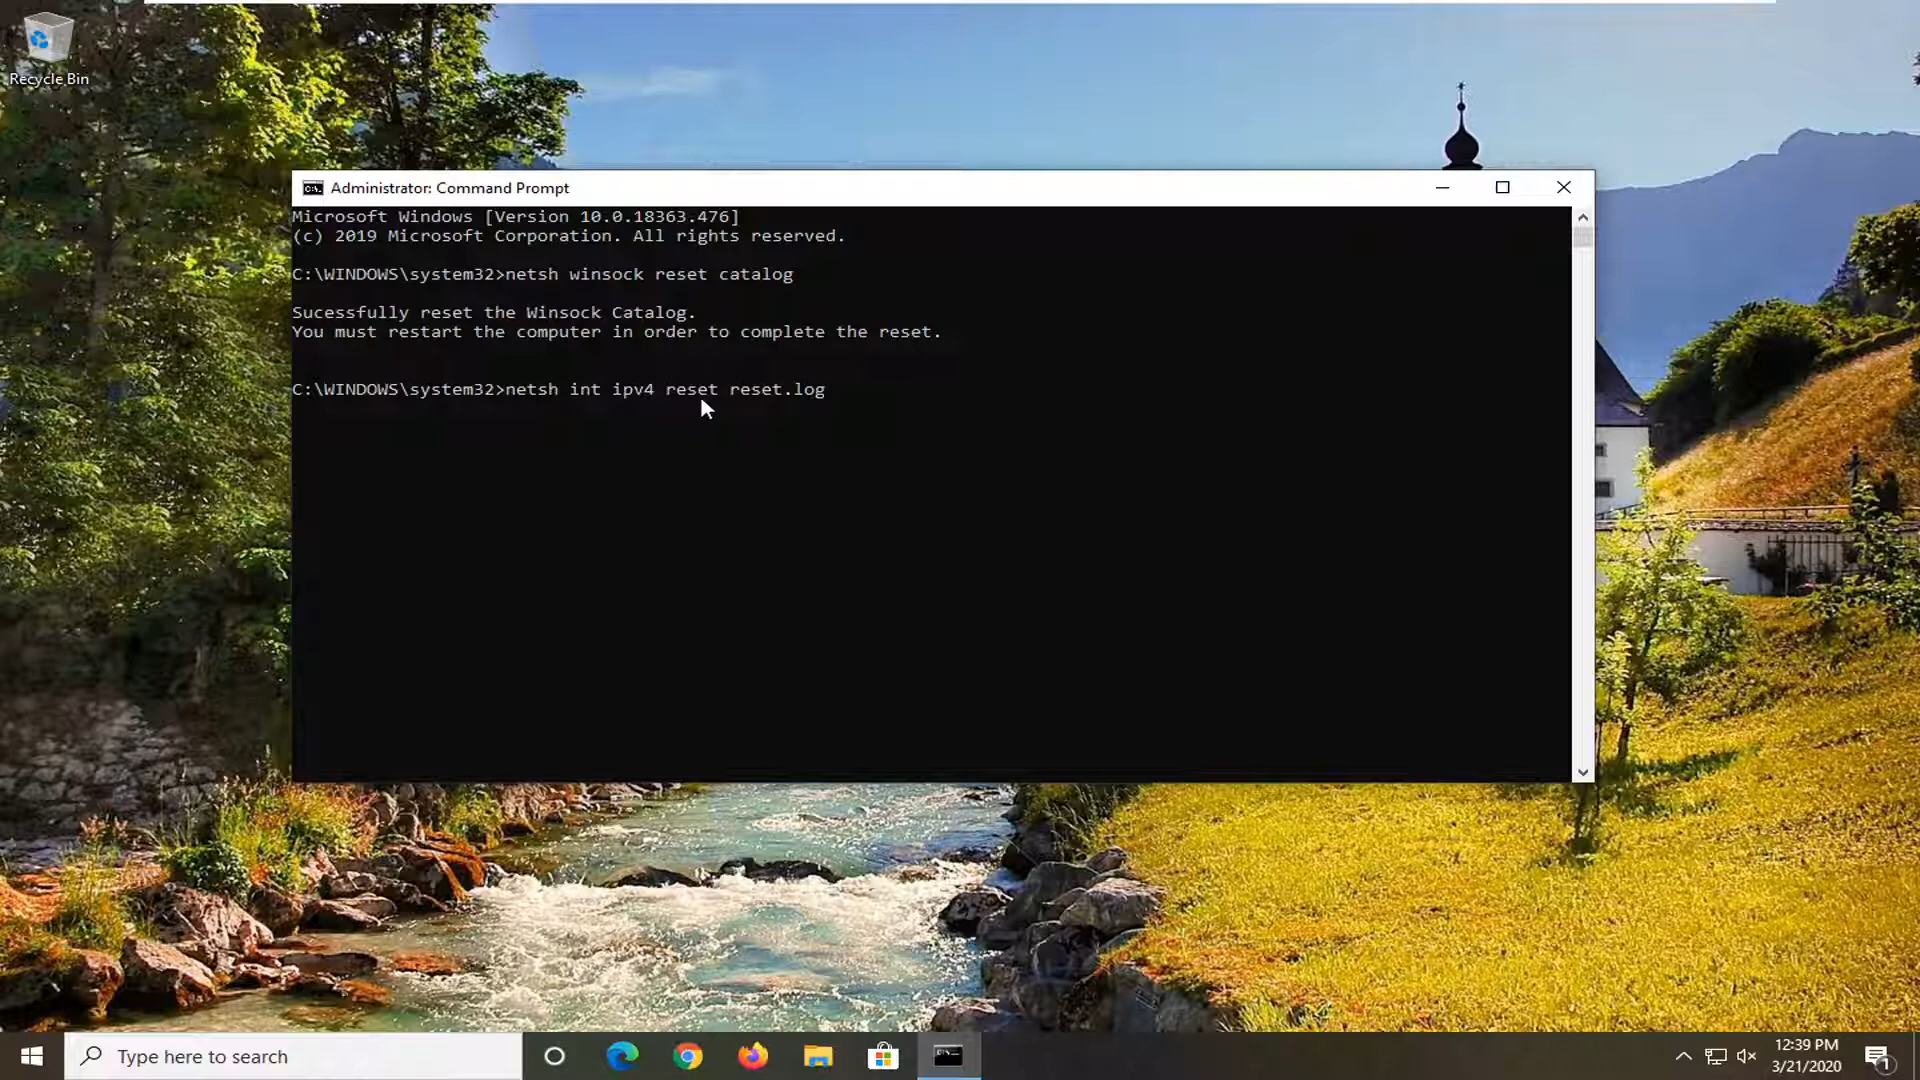 Recycle Bin
Administrator: Command Prompt
Microsoft Windows [Version 10.0.18363.476]
(c) 2019 Microsoft Corporation. All rights reserved.
C:\WINDOWS\system32>netsh winsock reset catalog
Sucessfully reset the Winsock Catalog.
You must restart the computer in order to complete the reset.
C:\WINDOWS\system32>netsh int ipv4 reset reset.log
Type here to search
12:39 PM
3/21/2020
1